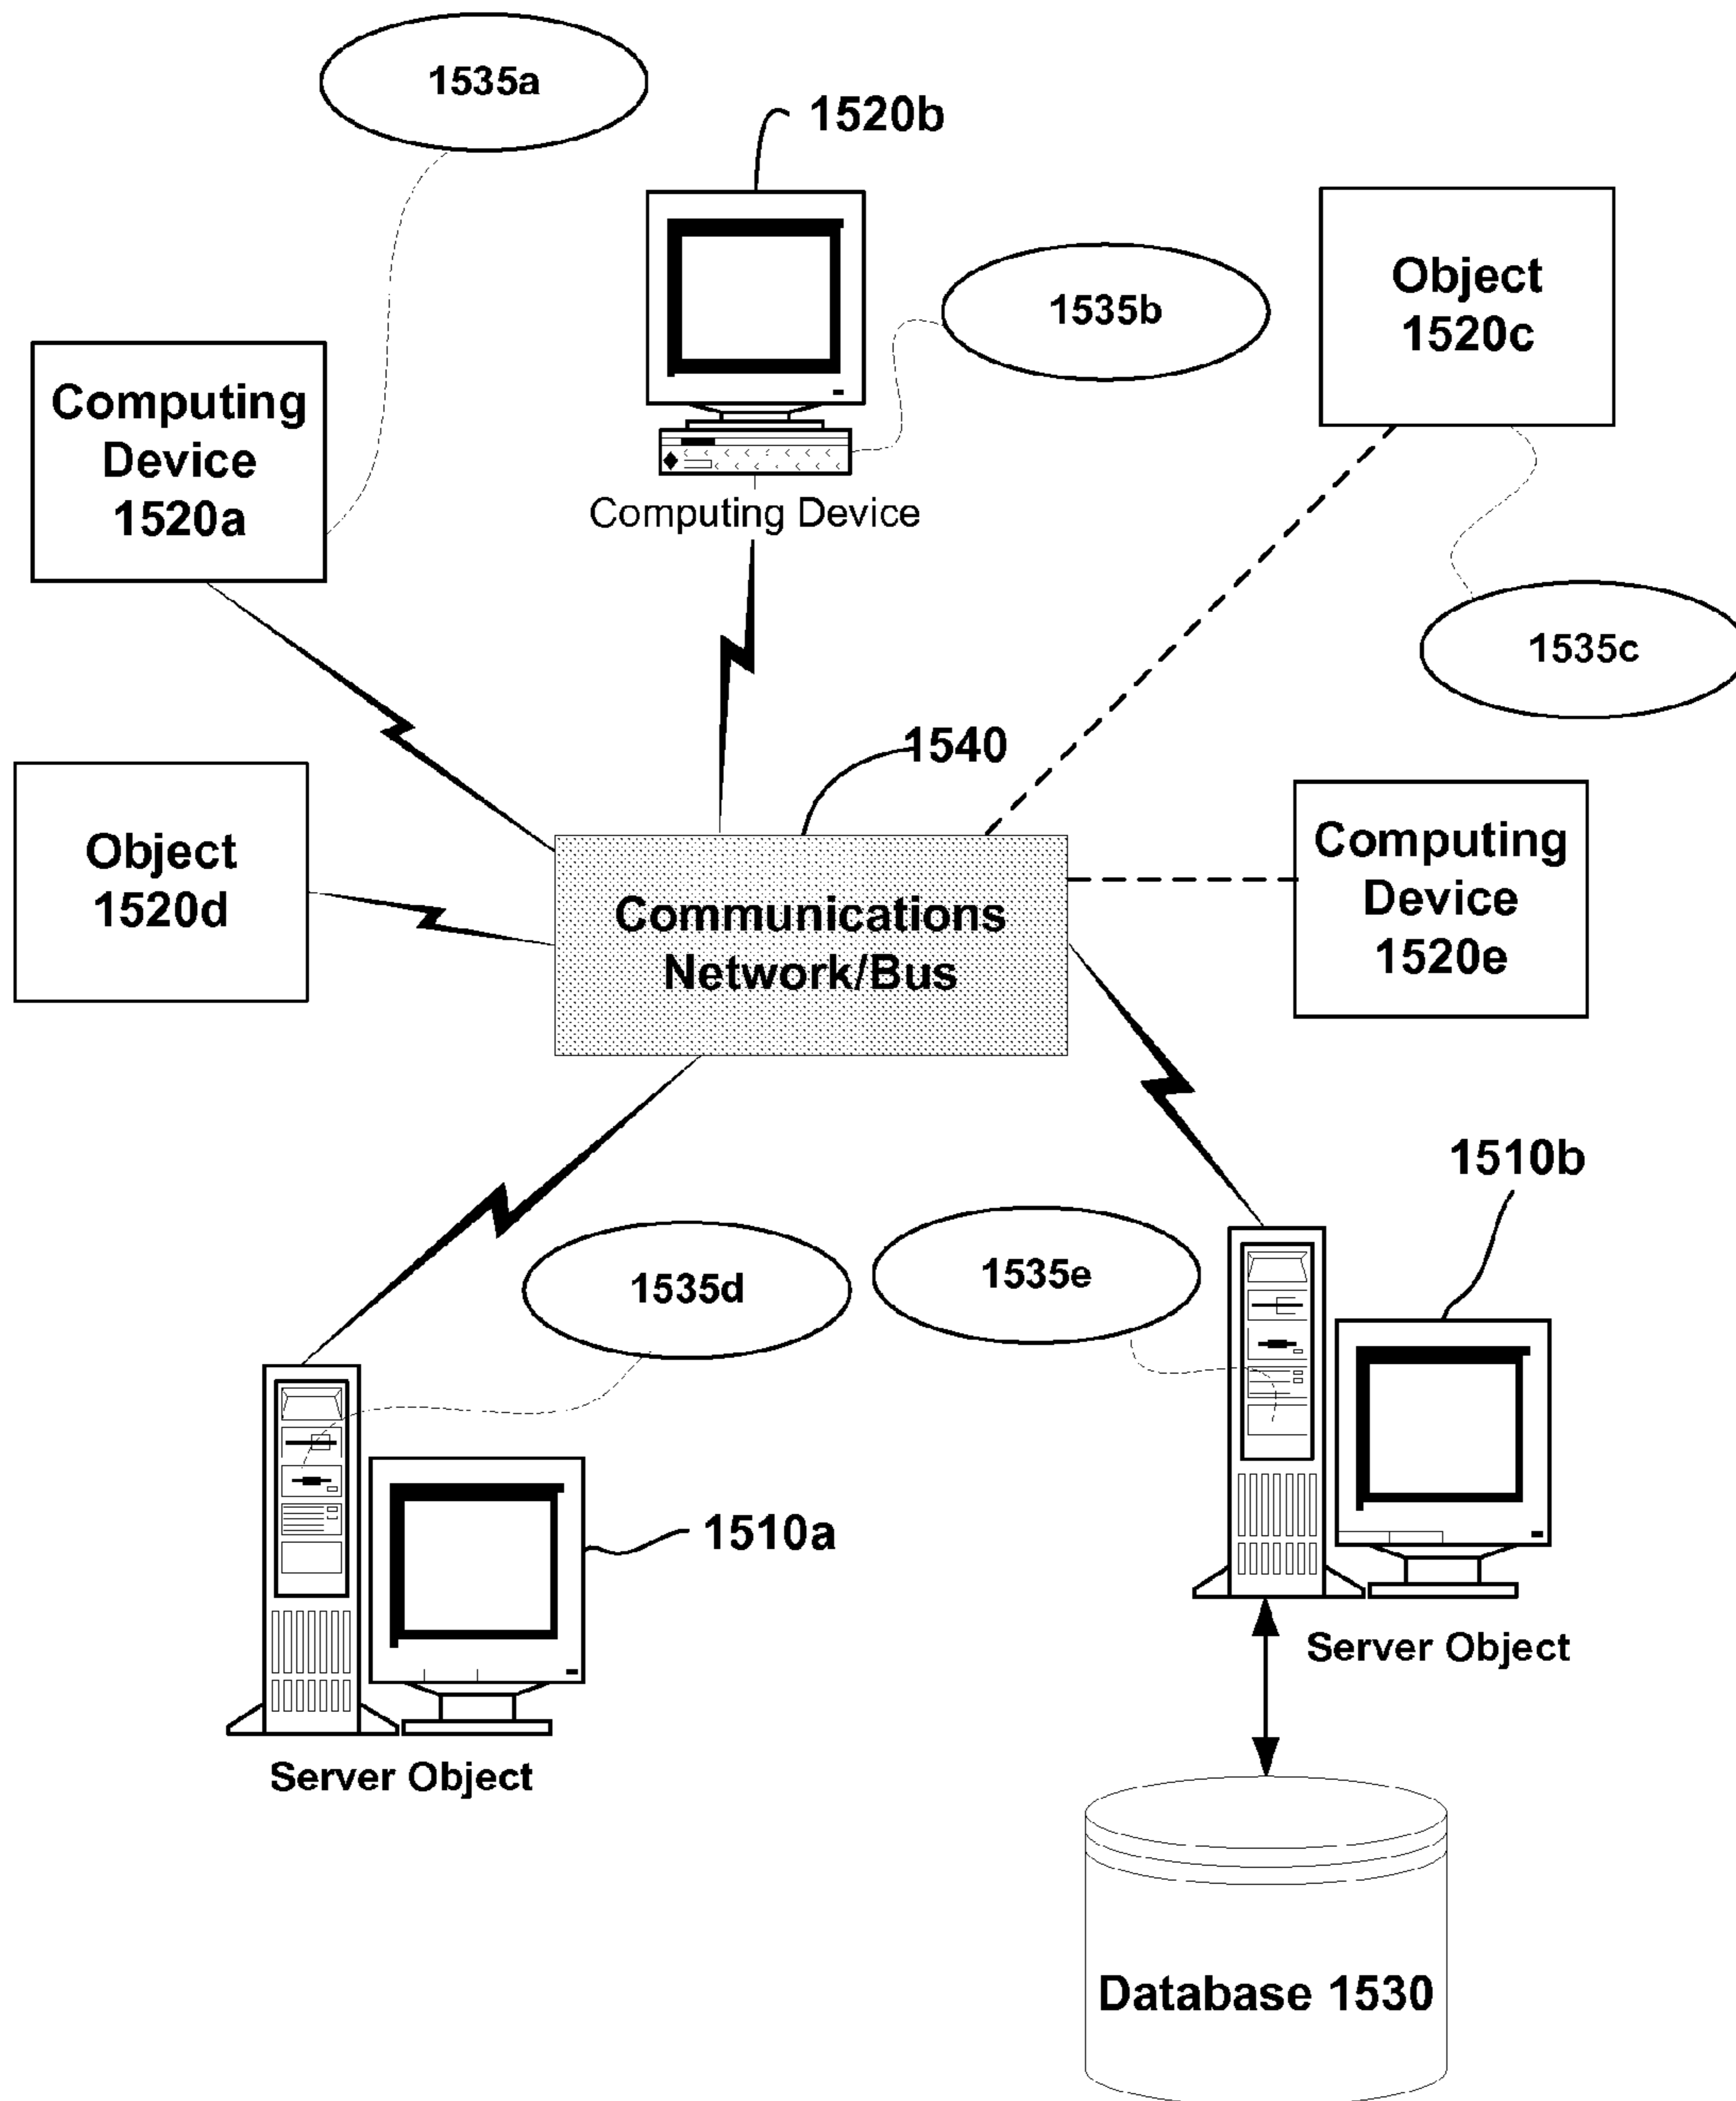 1535a
1520b
Object
1520c
1535b
Computing
Device
1520a
Computing Device
1535c
1540
Object
1520d
Communications
Network/Bus
Computing
Device
1520e
1510b
1535d
1535e
1510a
Server Object
Server Object
Database 1530